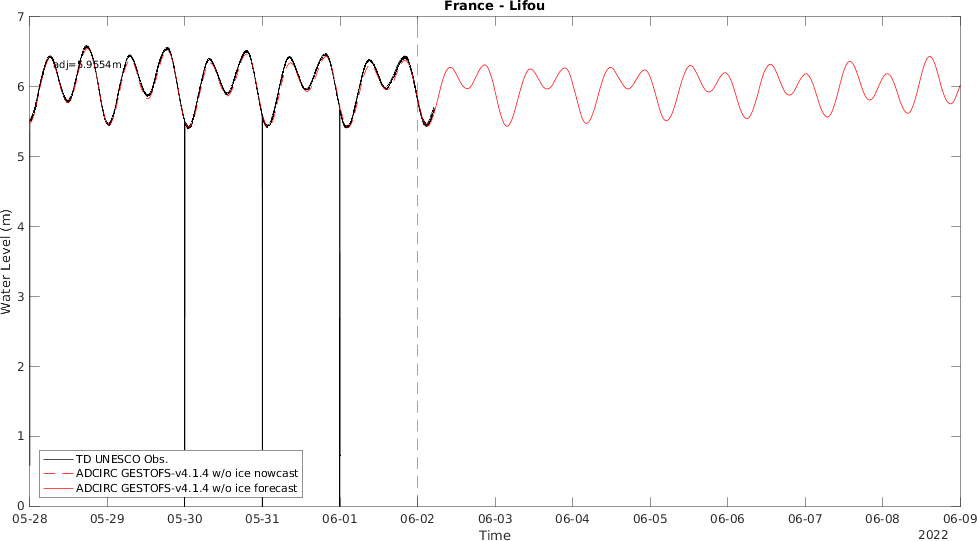 France - Lifou
7
6
5
4
3
2
1
0
Water Level (m)
adj=5.9554m
TD UNESCO Obs.
ADCIRC GESTOFS-v4.1.4 w/o ice nowcast
ADCIRC GESTOFS-v4.1.4 w/o ice forecast
05-28 05-29 05-30 05-31 06-01 06-02 06-03 06-04 06-05 06-06 06-07 06-08 06-09
Time
2022